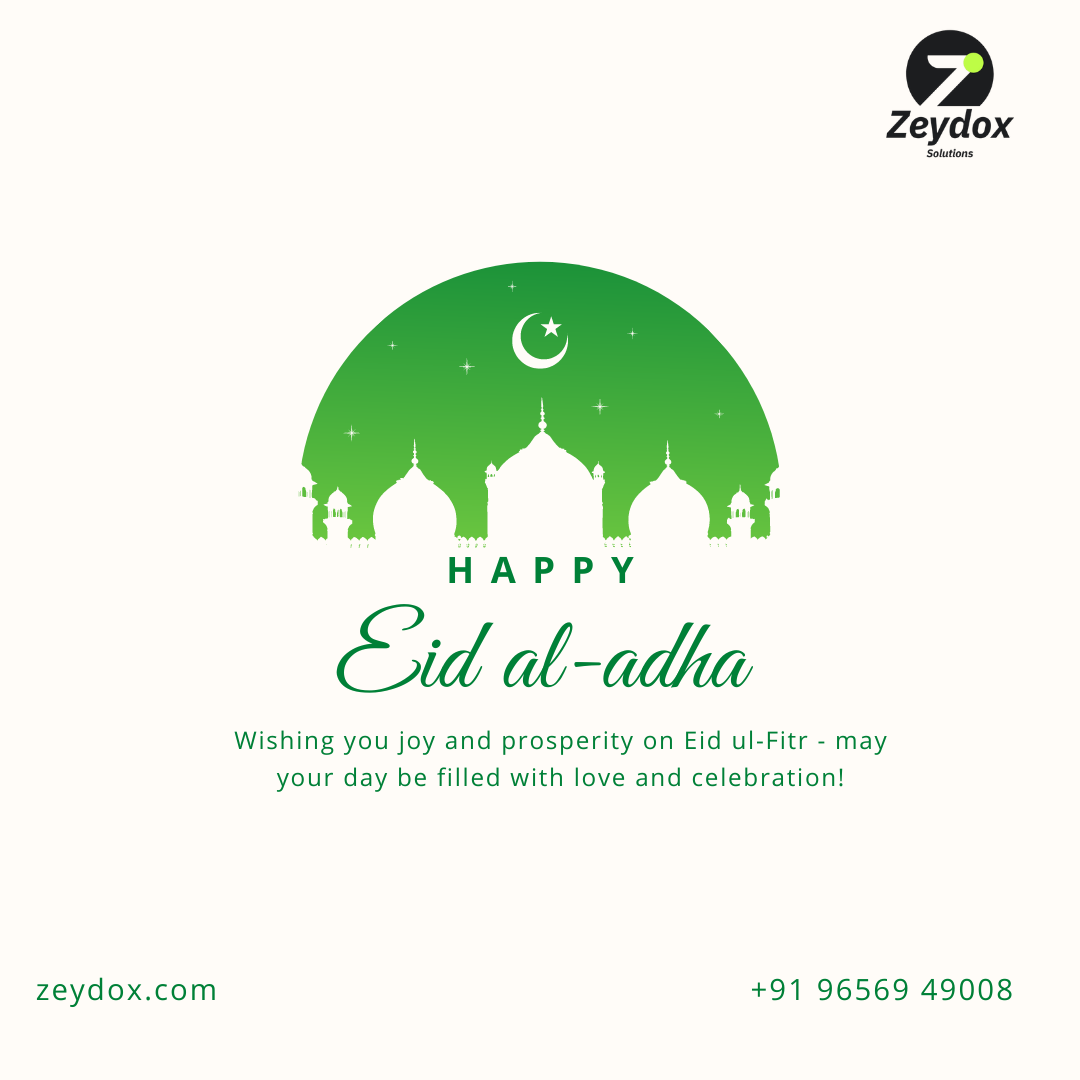 Zeydox
Solutions
HAPPY
Eid al-adha
Wishing you joy and prosperity on Eid ul-Fitr - may
your day be filled with love and celebration!
zeydox.com
+91 96569 49008